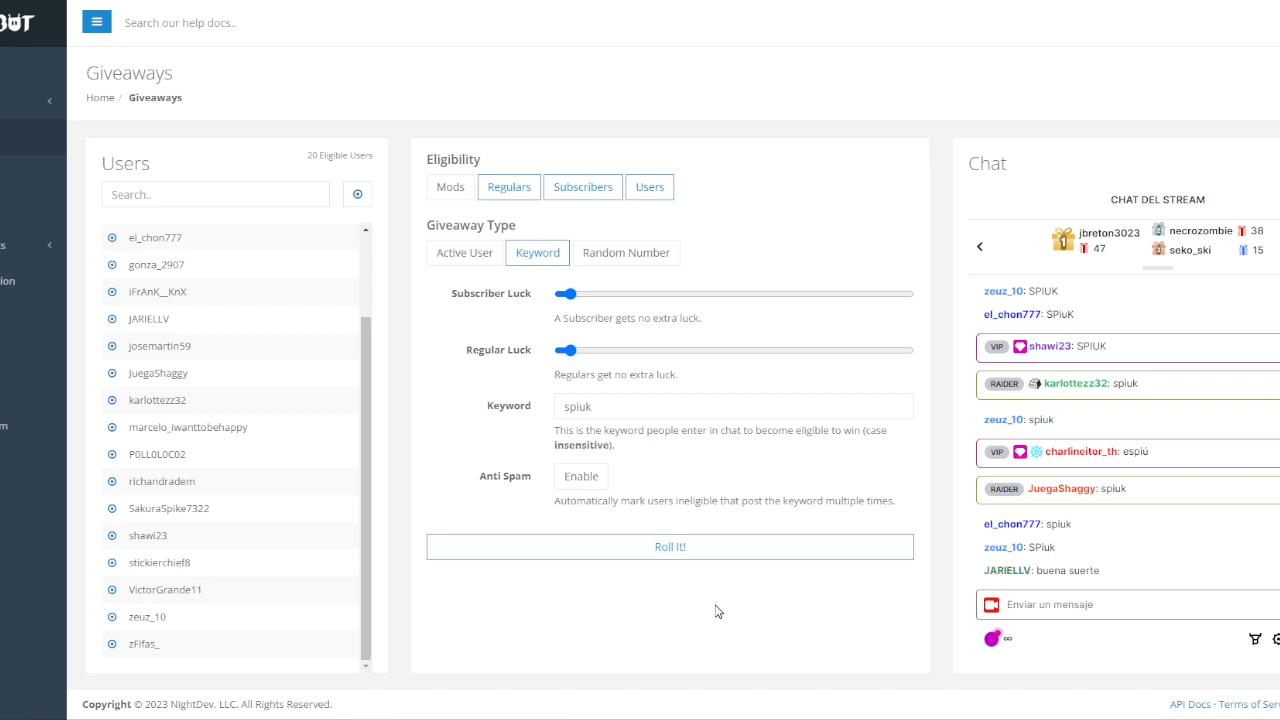 BOT
Search our help docs..
Giveaways
Home / Giveaways
Users
20 Eligible Users
Search..
el_chon777
gonza_2907
iFrAnK__KnX
JARIELLV
josemartin59
JuegaShaggy
karlottezz32
marcelo_iwanttobehappy
P0LL0L0C02
richandradem
SakuraSpike7322
shawi23
stickierchief8
VictorGrande11
zeuz_10
zFifas_
Eligibility
Mods
Regulars
Subscribers
Users
Giveaway Type
Active User
Keyword
Random Number
Subscriber Luck
A Subscriber gets no extra luck.
Regular Luck
Regulars get no extra luck.
Keyword
spiuk
This is the keyword people enter in chat to become eligible to win (case
insensitive).
Anti Spam
Enable
Automatically mark users ineligible that post the keyword multiple times.
Roll It!
Chat
CHAT DEL STREAM
1
jbreton3023
47
necrozombie 38
seko_ski 15
zeuz_10: SPIUK
el_chon777: SPiuK
VIP shawi23: SPIUK
RAIDER karlottezz32: spiuk
zeuz_10: spiuk
VIP charlineitor_th: espiú
RAIDER JuegaShaggy: spiuk
el_chon777: spiuk
zeuz_10: SPiuk
JARIELLV: buena suerte
Enviar un mensaje
∞
Copyright © 2023 NightDev, LLC. All Rights Reserved.
API Docs · Terms of Serv